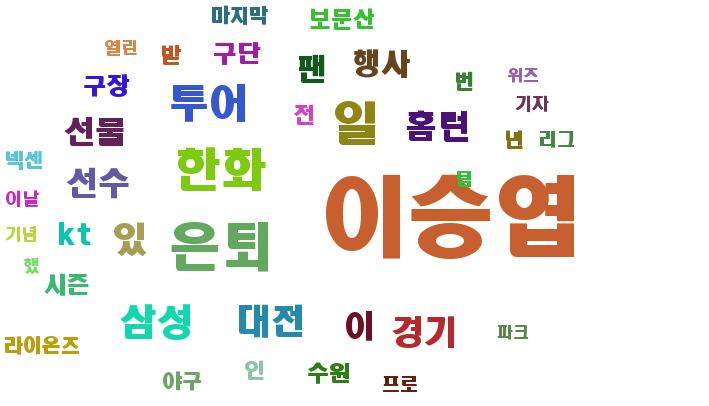 마지막
보문산
열린
받
구단
팬
행사
구장
투어
번
위즈
전
일
기자
선물
홈런
넘
리그
넥센
선수
한화
이승엽
팀
이날
기념
kt
있
은퇴
했
시즌
삼성
대전
이
경기
파크
라이온즈
야구
인
수원
프로